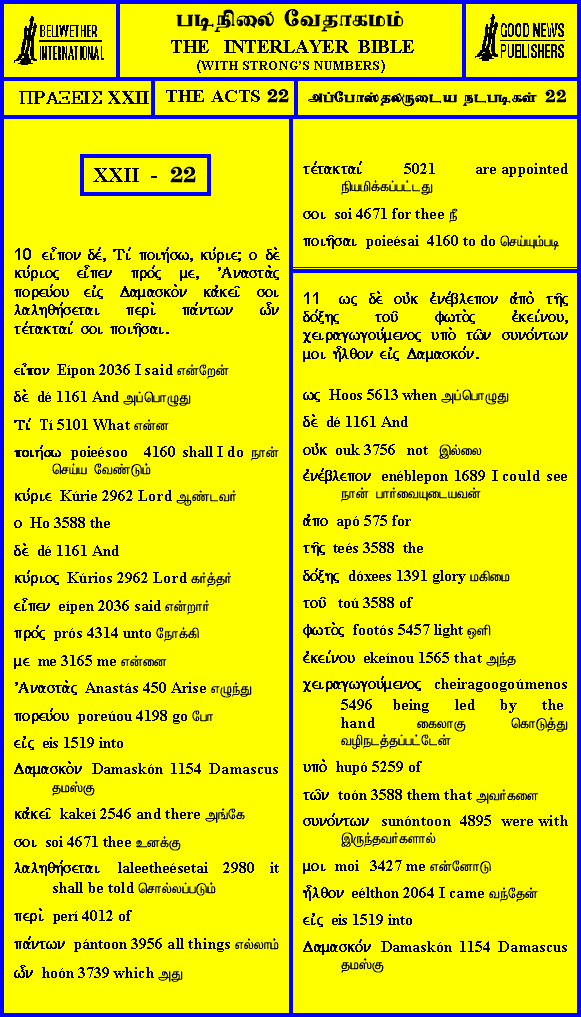 BELLWETHER
INTERNATIONAL
படிநிலை வேதாகமம்
THE INTERLAYER BIBLE
(WITH STRONG'S NUMBERS)
GOOD NEWS
PUBLISHERS
ΠΡΑΞΕΙΣ XXII
THE ACTS 22
அப்போஸ்தலருடைய நடபடிகள் 22
XXII - 22
10 εἶπον δέ, Τί ποιήσω, κύριε; ο δὲ
κύριος εἶπεν πρός με, Ἀναστὰς
πορεύου εἰς Δαμασκὸν κἀκεῖ σοι
λαληθήσεται περὶ πάντων ὧν
τέτακταί σοι ποιῆσαι.
εἶπον Eípon 2036 I said என்றேன்
δὲ dé 1161 And அப்பொழுது
Τί Tí 5101 What என்ன
ποιήσω poieésoo 4160 shall I do நான்
செய்ய வேண்டும்
κύριε Kúrie 2962 Lord ஆண்டவர்
ο Ho 3588 the
δὲ dé 1161 And
κύριος Kúrios 2962 Lord கர்த்தர்
εἶπεν eípen 2036 said என்றார்
πρός prós 4314 unto நோக்கி
με me 3165 me என்னை
Ἀναστὰς Anastás 450 Arise எழுந்து
πορεύου poreúou 4198 go போ
εἰς eis 1519 into
Δαμασκὸν Damaskón 1154 Damascus
தமஸ்கு
κἀκεῖ kakeí 2546 and there அங்கே
σοι soi 4671 thee உனக்கு
λαληθήσεται laleetheésetai 2980 it
shall be told சொல்லப்படும்
περὶ perí 4012 of
πάντων pántoon 3956 all things எல்லாம்
ὧν hoón 3739 which அது
τέτακταί 5021 are appointed
நியமிக்கப்பட்டது
σοι soi 4671 for thee நீ
ποιῆσαι poieésai 4160 to do செய்யும்படி
11 ως δὲ οὐκ ἐνέβλεπον ἀπὸ τῆς
δόξης τοῦ φωτὸς ἐκείνου,
χειραγωγούμενος υπὸ τῶν συνόντων
μοι ἦλθον εἰς Δαμασκόν.
ως Hoos 5613 when அப்பொழுது
δὲ dé 1161 And
οὐκ ouk 3756 not இல்லை
ἐνέβλεπον enéblepon 1689 I could see
நான் பார்வையுடையவன்
ἀπο apó 575 for
τῆς teés 3588 the
δόξης dóxees 1391 glory மகிமை
τοῦ toú 3588 of
φωτὸς footós 5457 light ஒளி
ἐκείνου ekeínou 1565 that அந்த
χειραγωγούμενος cheiragoogoúmenos
5496 being led by the
hand கைலாகு கொடுத்து
வழிநடத்தப்பட்டேன்
υπὸ hupó 5259 of
τῶν toón 3588 them that அவர்களை
συνόντων sunóntoon 4895 were with
இருந்தவர்களால்
μοι moi 3427 me என்னோடு
ἦλθον eélthon 2064 I came வந்தேன்
εἰς eis 1519 into
Δαμασκόν Damaskón 1154 Damascus
தமஸ்கு